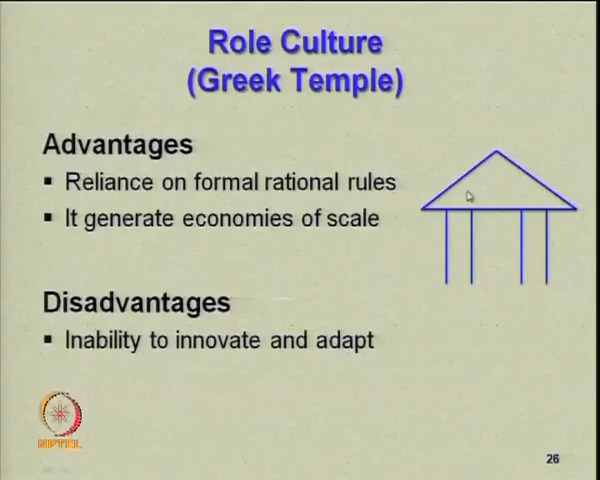 Role Culture
(Greek Temple)
Advantages
▪ Reliance on formal rational rules
▪ It generate economies of scale
Disadvantages
▪ Inability to innovate and adapt
NPTEL
26